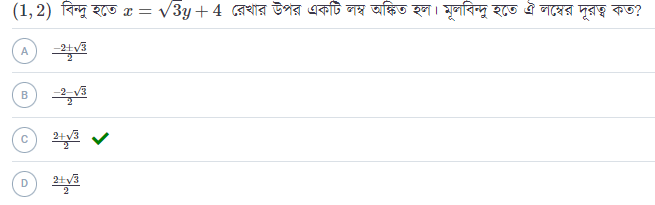 (1, 2) বিন্দু হতে x = √3y + 4 রেখার উপর একটি লম্ব অঙ্কিত হল। মূলবিন্দু হতে ঐ লম্বের দূরত্ব কত?
A (−2+√3)/2
B (−2−√3)/2
C (2+√3)/2 ✔
D (2+√3)/2